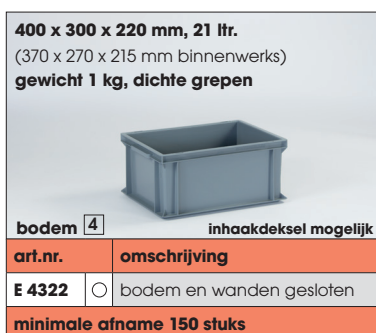 400 x 300 x 220 mm, 21 ltr.
(370 x 270 x 215 mm binnenwerks)
gewicht 1 kg, dichte grepen
bodem 4 inhaakdeksel mogelijk
art.nr. omschrijving
E 4322 bodem en wanden gesloten
minimale afname 150 stuks